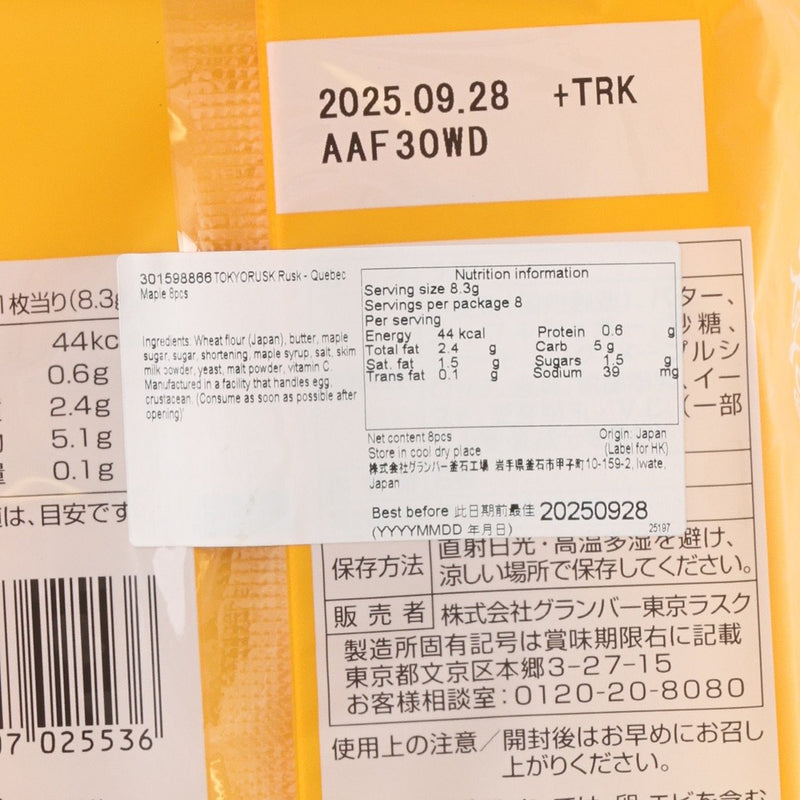 2025.09.28 +TRK
AAF30WD
301598866 TOKYORUSK Rusk - Quebec
Maple 8pcs
Ingredients: Wheat flour (Japan), butter, maple
sugar, sugar, shortening, maple syrup, salt, skim
milk powder, yeast, malt powder, vitamin C.
Manufactured in a facility that handles egg,
crustacean. (Consume as soon as possible after
opening)
Nutrition information
Serving size 8.3g
Servings per package 8
Per serving
Energy 44 kcal Protein 0.6 g
Total fat 2.4 g Carb 5 g
Sat. fat 1.5 g Sugars 1.5 g
Trans fat 0.1 g Sodium 39 mg
Net content 8pcs Origin: Japan
Store in cool dry place (Label for HK)
株式会社グランバー釜石工場 岩手県釜石市甲子町10-159-2, Iwate,
Japan
Best before 此日期前最佳 20250928
(YYYYMMDD 年月日) 25197
1枚当り(8.3g
44kc
0.6g
2.4g
5.1g
0.1g
は、目安です
7 025536
ター、
砂糖、
プルシ
、イー
(一部
保存方法 直射日光・高温多湿を避け、
涼しい場所で保存してください。
販売者 株式会社グランバー東京ラスク
製造所固有記号は賞味期限右に記載
東京都文京区本郷3-27-15
お客様相談室:0120-20-8080
使用上の注意/開封後はお早めにお召し
上がりください。